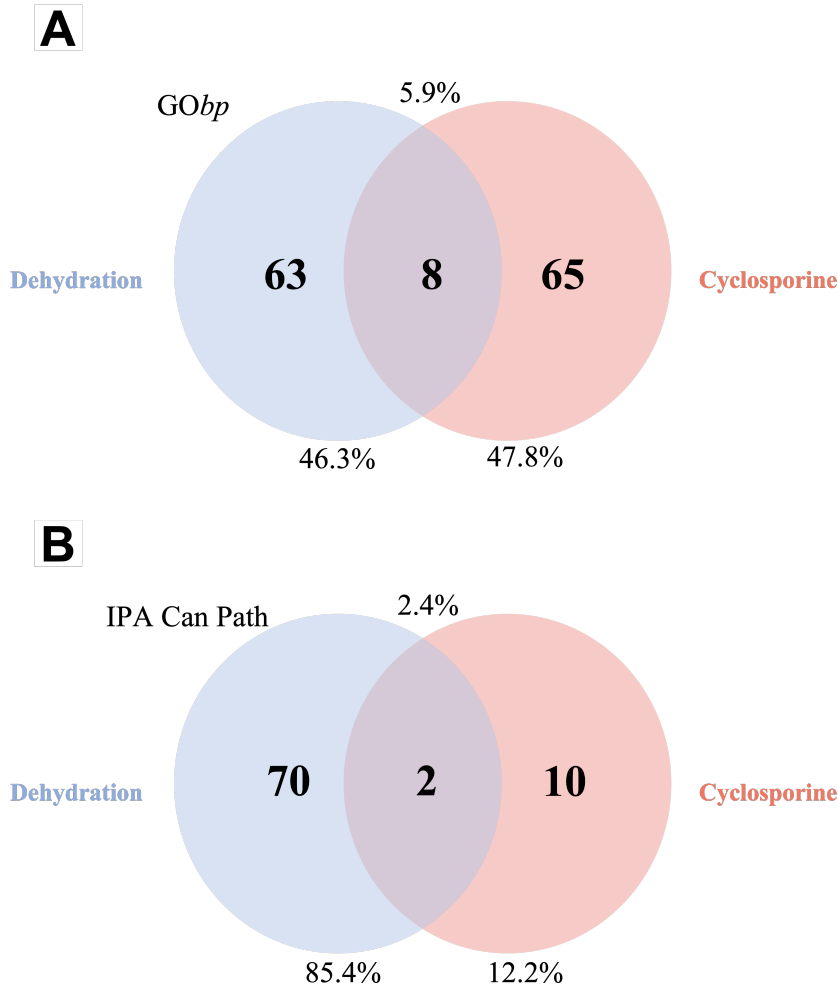 A
5.9%
GObp
63
8
65
Dehydration
Cyclosporine
46.3%
47.8%
B
2.4%
IPA Can Path
70
2
10
Dehydration
Cyclosporine
85.4%
12.2%